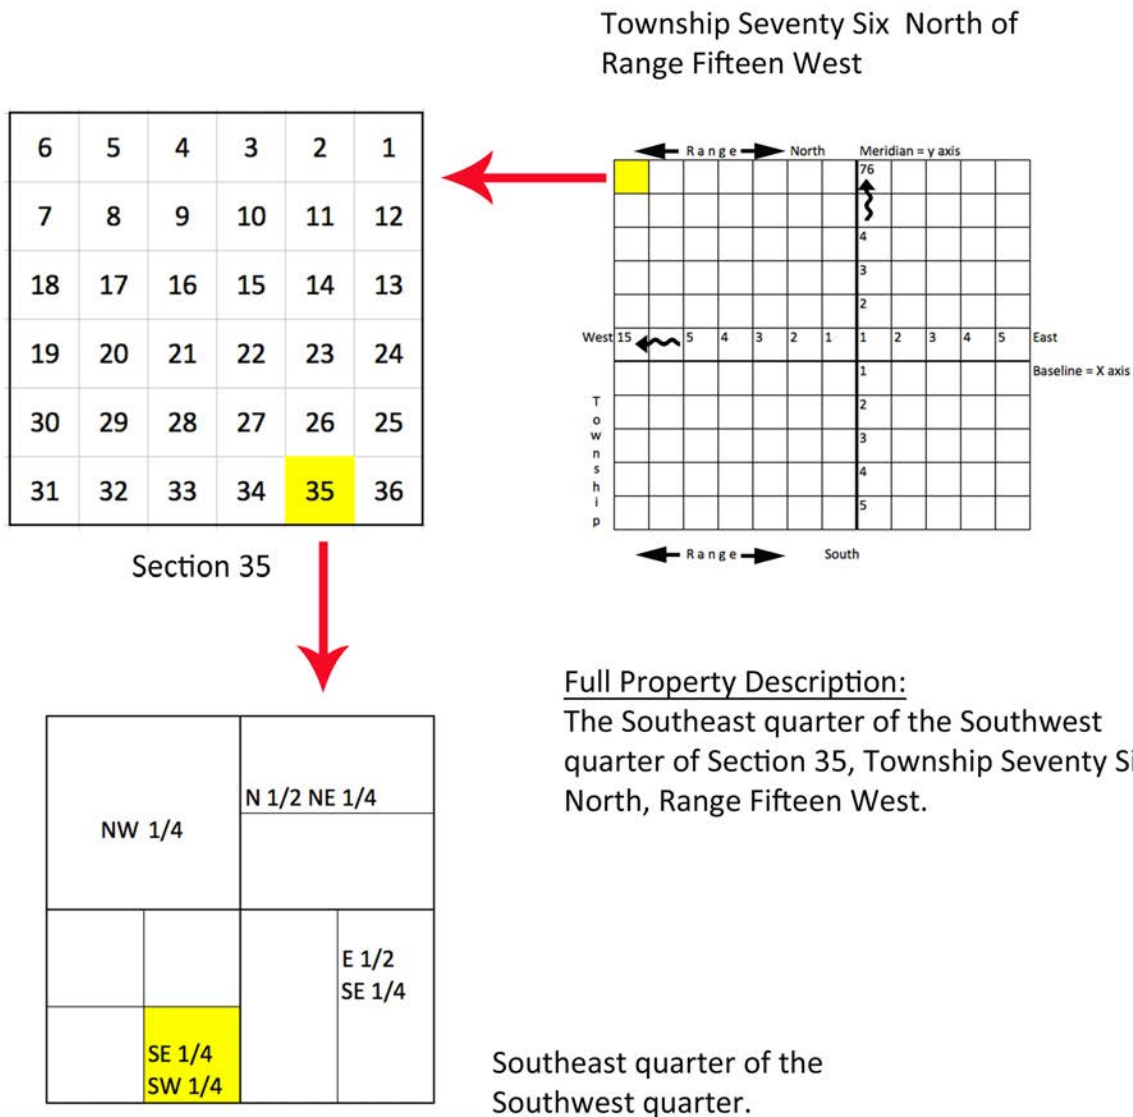 Township Seventy Six North of
Range Fifteen West
6 5 4 3 2 1
7 8 9 10 11 12
18 17 16 15 14 13
19 20 21 22 23 24
30 29 28 27 26 25
31 32 33 34 35 36
Section 35
Range North Meridian = y axis
76
4
3
2
West 15 5 4 3 2 1 1 2 3 4 5 East
Baseline = X axis
1
2
3
4
5
Township
Range South
Full Property Description:
The Southeast quarter of the Southwest
quarter of Section 35, Township Seventy Si
North, Range Fifteen West.
NW 1/4
N 1/2 NE 1/4
E 1/2
SE 1/4
SE 1/4
SW 1/4
Southeast quarter of the
Southwest quarter.